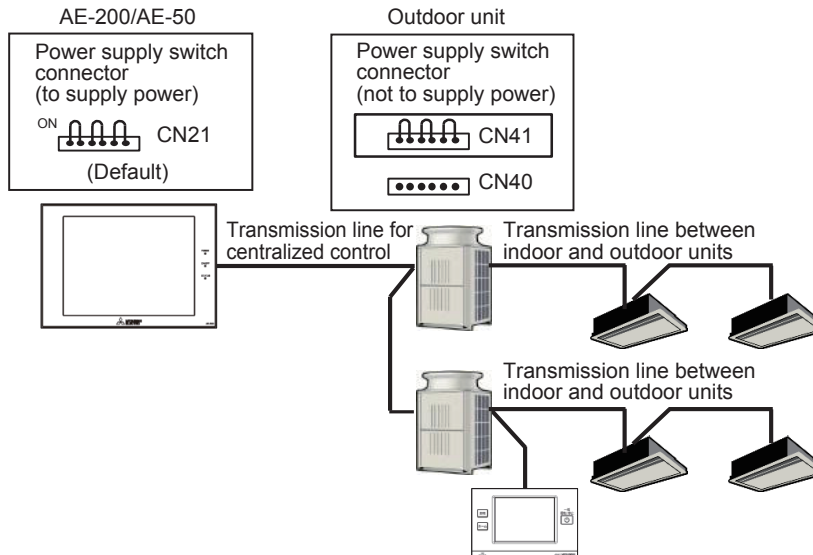 AE-200/AE-50
Power supply switch
connector
(to supply power)
ON
CN21
(Default)
Outdoor unit
Power supply switch
connector
(not to supply power)
CN41
CN40
Transmission line for
centralized control
Transmission line between
indoor and outdoor units
Transmission line between
indoor and outdoor units